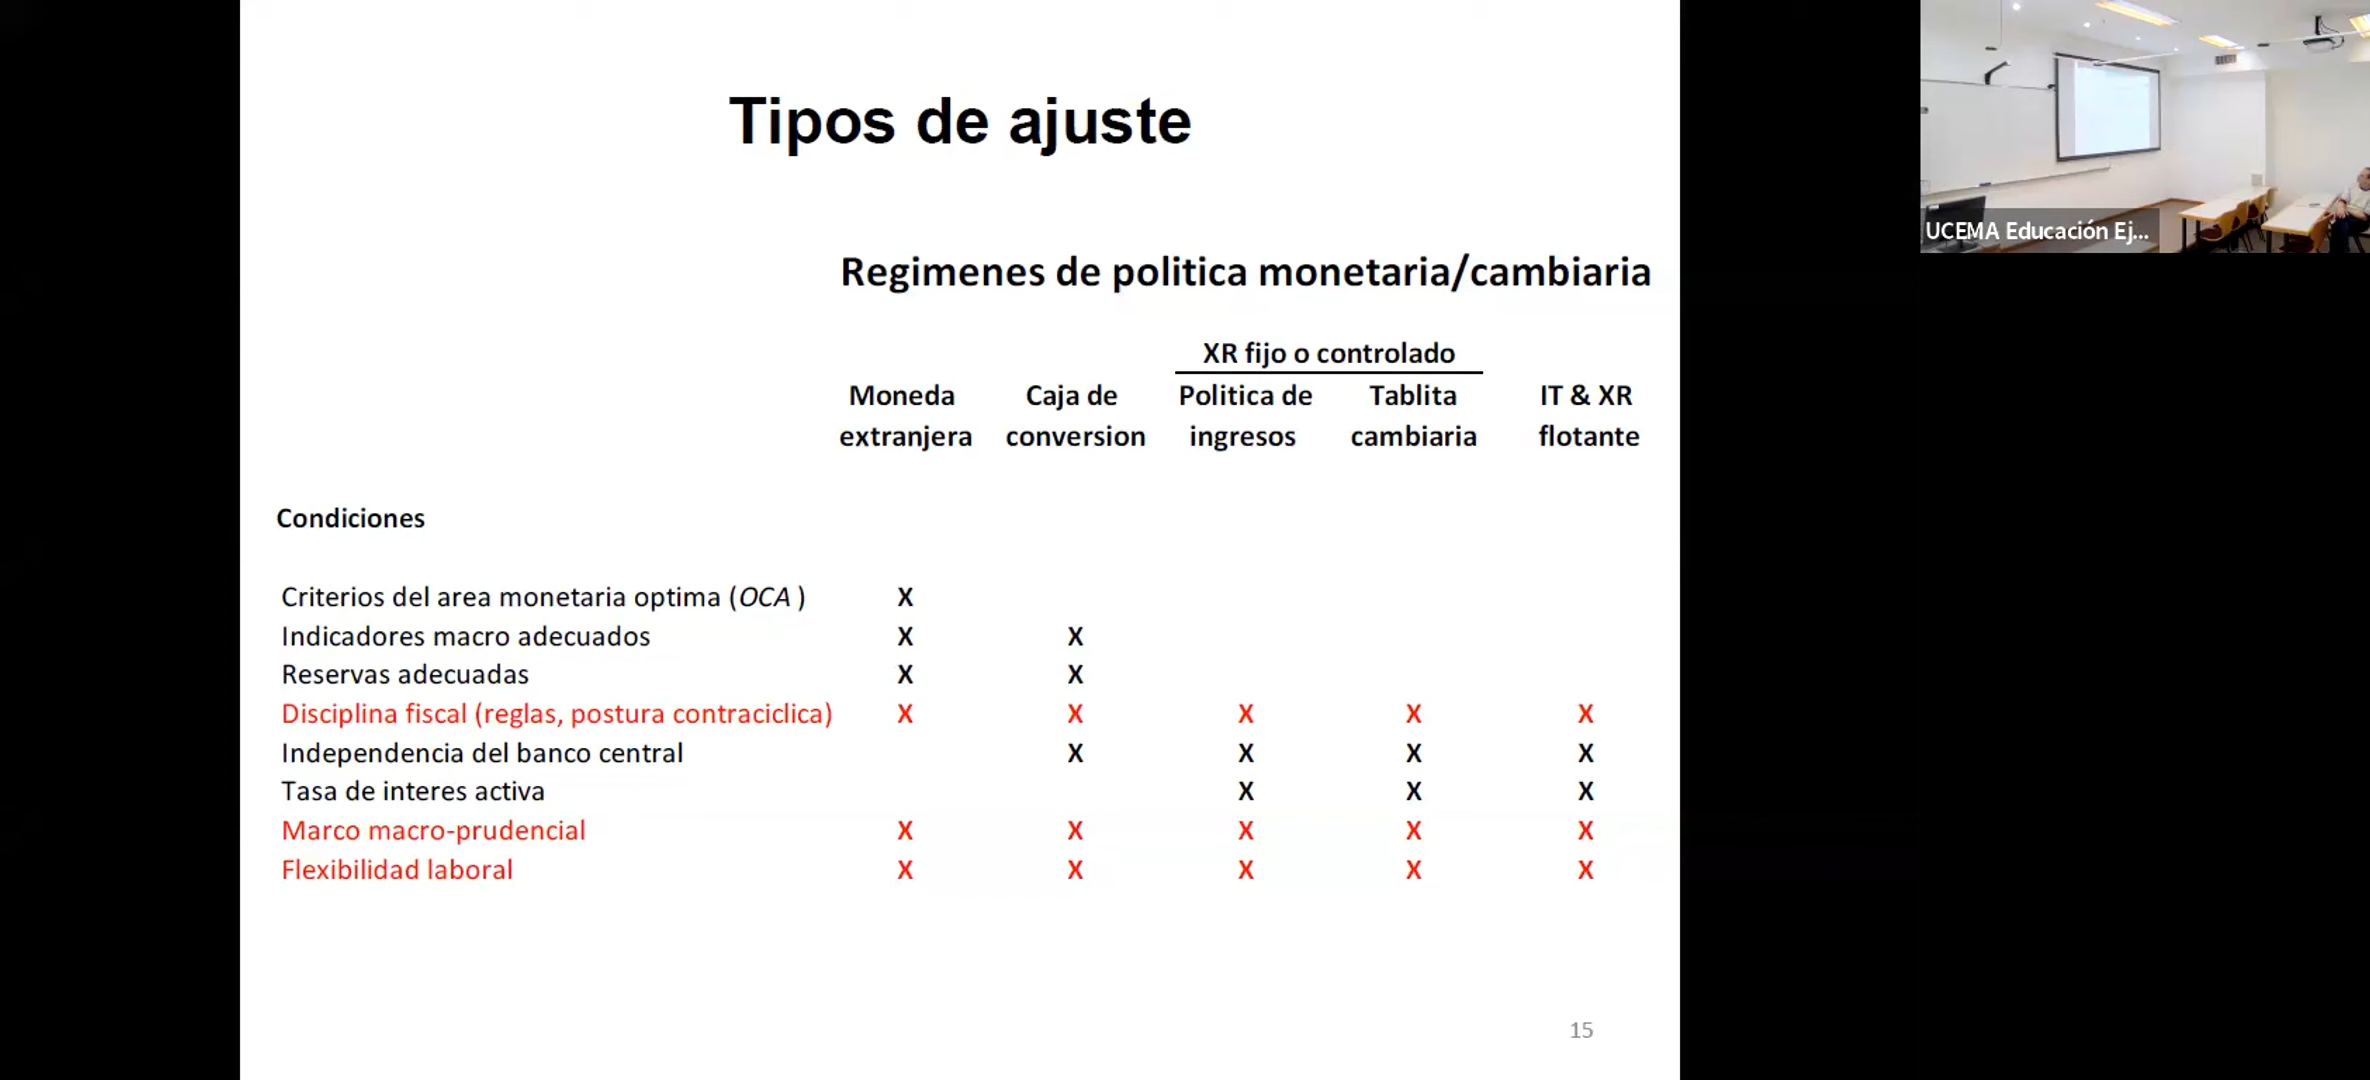 Tipos de ajuste
Regimenes de politica monetaria/cambiaria
XR fijo o controlado
Moneda Caja de Politica de Tablita IT & XR
extranjera conversion ingresos cambiaria flotante
Condiciones
Criterios del area monetaria optima (OCA ) X
Indicadores macro adecuados X X
Reservas adecuadas X X
Disciplina fiscal (reglas, postura contraciclica) X X X X X
Independencia del banco central X X X X
Tasa de interes activa X X X
Marco macro-prudencial X X X X X
Flexibilidad laboral X X X X X
15
UCEMA Educación Ej...